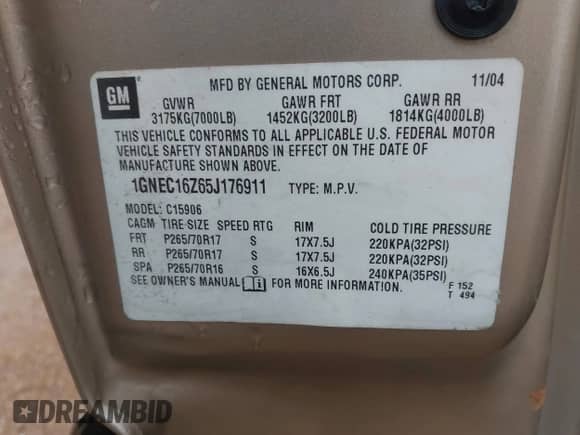 GM
MFD BY GENERAL MOTORS CORP. 11/04
GVWR GAWR FRT GAWR RR
3175KG(7000LB) 1452KG(3200LB) 1814KG(4000LB)
THIS VEHICLE CONFORMS TO ALL APPLICABLE U.S. FEDERAL MOTOR
VEHICLE SAFETY STANDARDS IN EFFECT ON THE DATE OF
MANUFACTURE SHOWN ABOVE.
1GNEC16Z65J176911 TYPE: M.P.V.
MODEL: C15906
CAGM TIRE-SIZE SPEED RTG RIM COLD TIRE PRESSURE
FRT P265/70R17 S 17X7.5J 220KPA(32PSI)
RR P265/70R17 S 17X7.5J 220KPA(32PSI)
SPA P265/70R16 S 16X6.5J 240KPA(35PSI)
SEE OWNER'S MANUAL FOR MORE INFORMATION.
F 152
T 494
DREAMBID